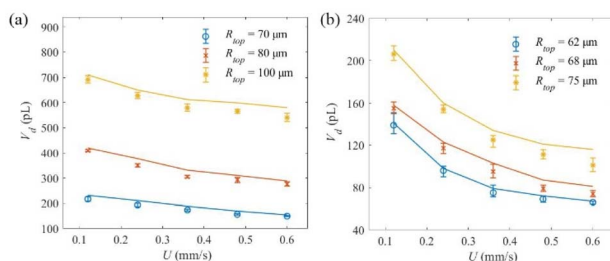 (a)
940
R_top = 70 μm
R_top = 80 μm
R_top = 100 μm
900
800
700
600
500
400
300
200
100
V_d (pL)
0.1 0.2 0.3 0.4 0.5 0.6
U (mm/s)
(b)
240
R_top = 62 μm
R_top = 68 μm
R_top = 75 μm
200
160
120
80
40
V_d (pL)
0.1 0.2 0.3 0.4 0.5 0.6
U (mm/s)